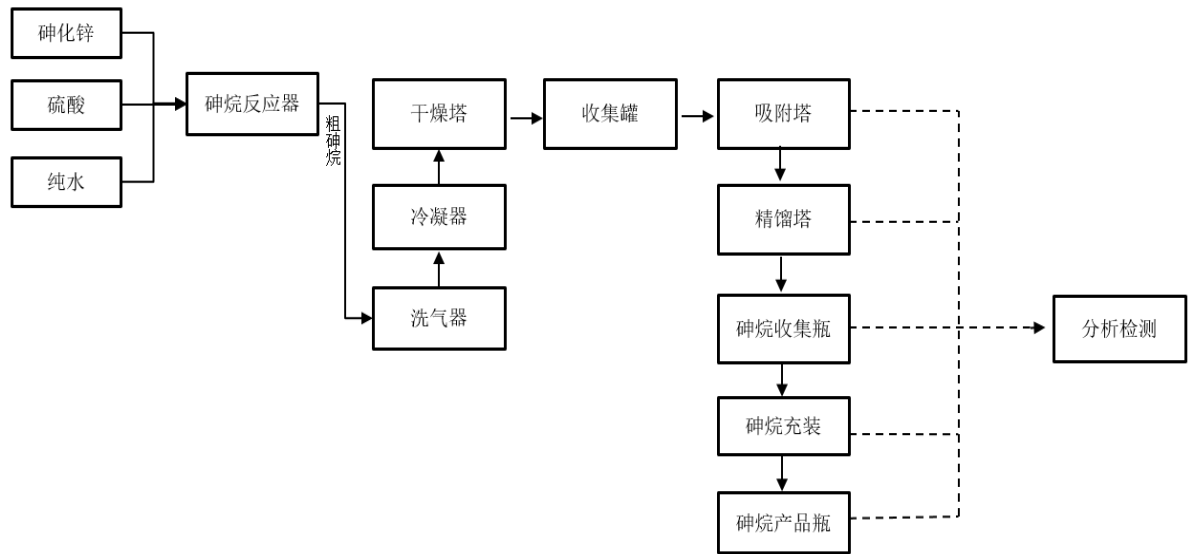 砷化锌
硫酸
纯水
砷烷反应器
粗砷烷
洗气器
冷凝器
干燥塔
收集罐
吸附塔
精馏塔
砷烷收集瓶
砷烷充装
砷烷产品瓶
分析检测